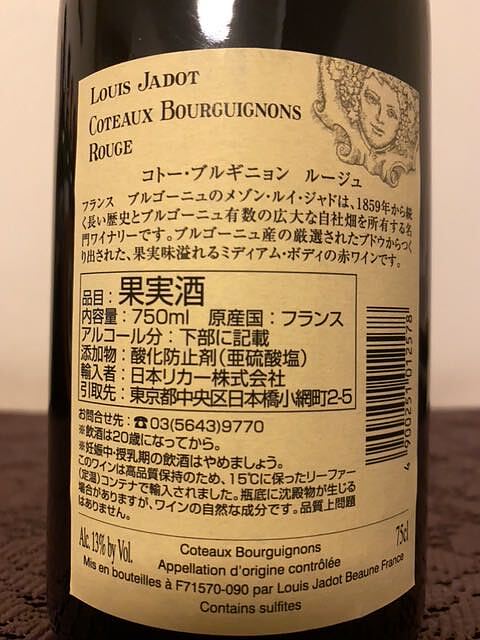 LOUIS JADOT
COTEAUX BOURGUIGNONS
ROUGE
コトー・ブルギニョン ルージュ
フランス ブルゴーニュのメゾン・ルイ・ジャドは、1859年から続
く長い歴史とブルゴーニュ有数の広大な自社畑を所有する名
門ワイナリーです。ブルゴーニュ産の厳選されたブドウからつく
り出された、果実味溢れるミディアム・ボディの赤ワインです。
品目：果実酒
内容量：750ml 原産国：フランス
アルコール分：下部に記載
添加物：酸化防止剤（亜硫酸塩）
輸入者：日本リカー株式会社
引取先：東京都中央区日本橋小網町2-5
お問合せ先：☎03(5643)9770
※飲酒は20歳になってから。
※妊娠中・授乳期の飲酒はやめましょう。
このワインは高品質保持のため、15℃に保ったリーファー
（定温）コンテナで輸入されました。瓶底に沈殿物が生じる
場合がありますが、ワインの自然な成分です。品質上問題
はありません。
4 900251 012578
Alc. 13% by Vol.
75cl
Coteaux Bourguignons
Appellation d'origine contrôlée
Mis en bouteilles à F71570-090 par Louis Jadot Beaune France
Contains sulfites